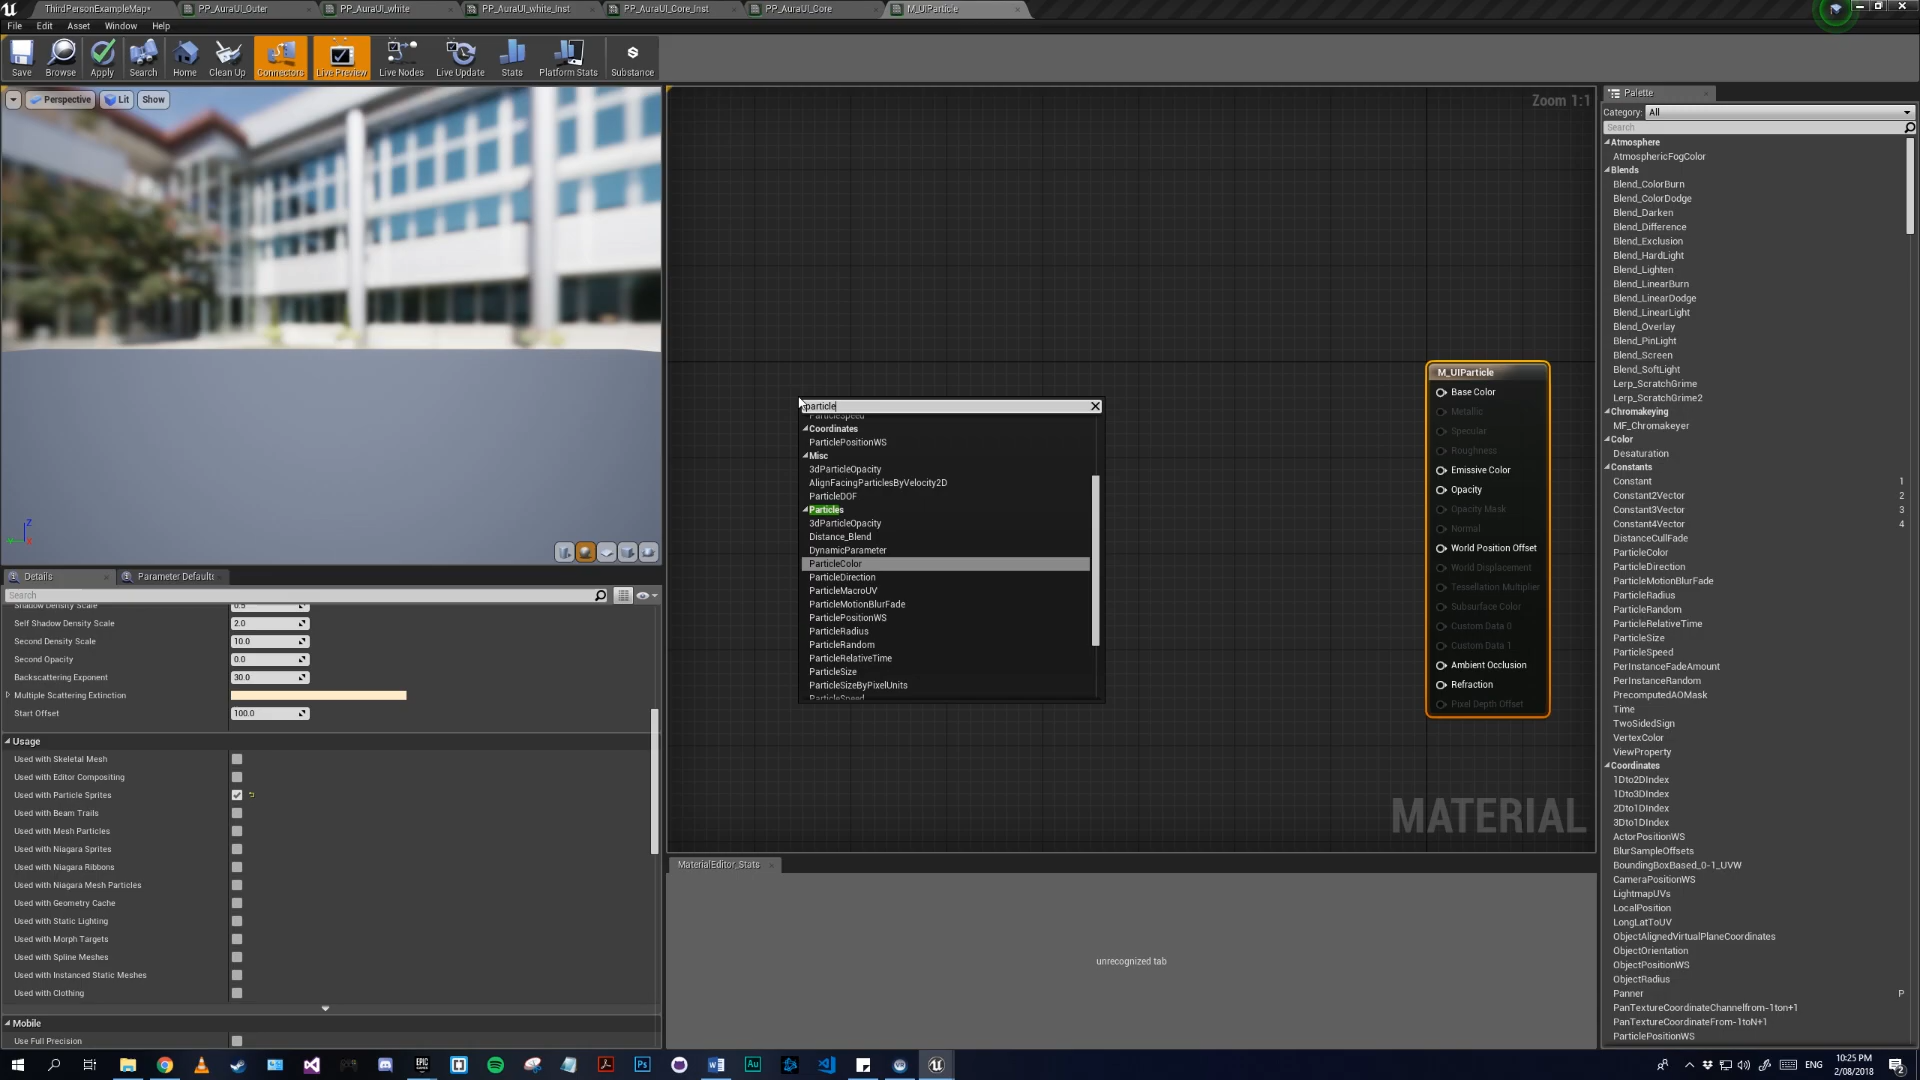 ThirdPersonExampleMap*
PP_AuraUI_Outer
PP_AuraUI_white
PP_AuraUI_white_Inst
PP_AuraUI_Core_Inst
PP_AuraUI_Core
M_UIParticle
File Edit Asset Window Help
Save Browse Apply Search Home Clean Up Connectors Live Preview Live Nodes Live Update Stats Platform Stats Substance
Perspective Lit Show
Z
Details
Parameter Default
Search
Shadow Density Scale 0.5
Self Shadow Density Scale 2.0
Second Density Scale 10.0
Second Opacity 0.0
Backscattering Exponent 30.0
Multiple Scattering Extinction
Start Offset 100.0
Usage
Used with Skeletal Mesh
Used with Editor Compositing
Used with Particle Sprites
Used with Beam Trails
Used with Mesh Particles
Used with Niagara Sprites
Used with Niagara Ribbons
Used with Niagara Mesh Particles
Used with Geometry Cache
Used with Static Lighting
Used with Morph Targets
Used with Spline Meshes
Used with Instanced Static Meshes
Used with Clothing
Mobile
Use Full Precision
Zoom 1:1
particle
ParticleSpeed
Coordinates
ParticlePositionWS
Misc
3dParticleOpacity
AlignFacingParticlesByVelocity2D
ParticleDOF
Particles
3dParticleOpacity
Distance_Blend
DynamicParameter
ParticleColor
ParticleDirection
ParticleMacroUV
ParticleMotionBlurFade
ParticlePositionWS
ParticleRadius
ParticleRandom
ParticleRelativeTime
ParticleSize
ParticleSizeByPixelUnits
ParticleSpeed
M_UIParticle
Base Color
Metallic
Specular
Roughness
Emissive Color
Opacity
Opacity Mask
Normal
World Position Offset
World Displacement
Tessellation Multiplier
Subsurface Color
Custom Data 0
Custom Data 1
Ambient Occlusion
Refraction
Pixel Depth Offset
MATERIAL
MaterialEditor_Stats
unrecognized tab
Palette
Category: All
Search
Atmosphere
AtmosphericFogColor
Blends
Blend_ColorBurn
Blend_ColorDodge
Blend_Darken
Blend_Difference
Blend_Exclusion
Blend_HardLight
Blend_Lighten
Blend_LinearBurn
Blend_LinearDodge
Blend_LinearLight
Blend_Overlay
Blend_PinLight
Blend_Screen
Blend_SoftLight
Lerp_ScratchGrime
Lerp_ScratchGrime2
Chromakeying
MF_Chromakeyer
Color
Desaturation
Constants
Constant 1
Constant2Vector 2
Constant3Vector 3
Constant4Vector 4
DistanceCullFade
ParticleColor
ParticleDirection
ParticleMotionBlurFade
ParticleRadius
ParticleRandom
ParticleRelativeTime
ParticleSize
ParticleSpeed
PerInstanceFadeAmount
PerInstanceRandom
PrecomputedAOMask
Time
TwoSidedSign
VertexColor
ViewProperty
Coordinates
1Dto2DIndex
1Dto3DIndex
2Dto1DIndex
3Dto1DIndex
ActorPositionWS
BlurSampleOffsets
BoundingBoxBased_0-1_UVW
CameraPositionWS
LightmapUVs
LocalPosition
LongLatToUV
ObjectAlignedVirtualPlaneCoordinates
ObjectOrientation
ObjectPositionWS
ObjectRadius
Panner P
PanTextureCoordinateChannelfrom-1ton+1
PanTextureCoordinateFrom-1toN+1
ParticlePositionWS
ENG
10:25 PM
2/08/2018